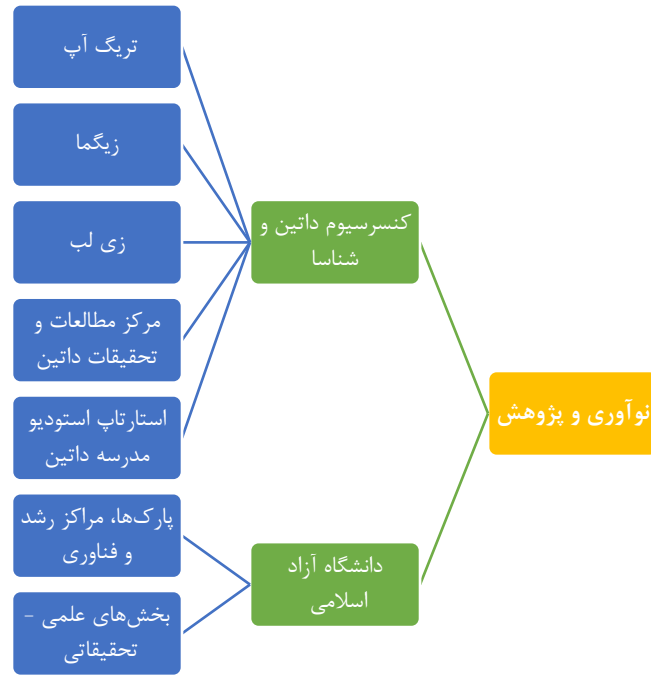 نوآوری و پژوهش
کنسرسیوم داتین و
شناسا
تریگ آپ
زیگما
زی لب
مرکز مطالعات و
تحقیقات داتین
استارتاپ استودیو
مدرسه داتین
دانشگاه آزاد
اسلامی
پارک‌ها، مراکز رشد
و فناوری
بخش‌های علمی -
تحقیقاتی